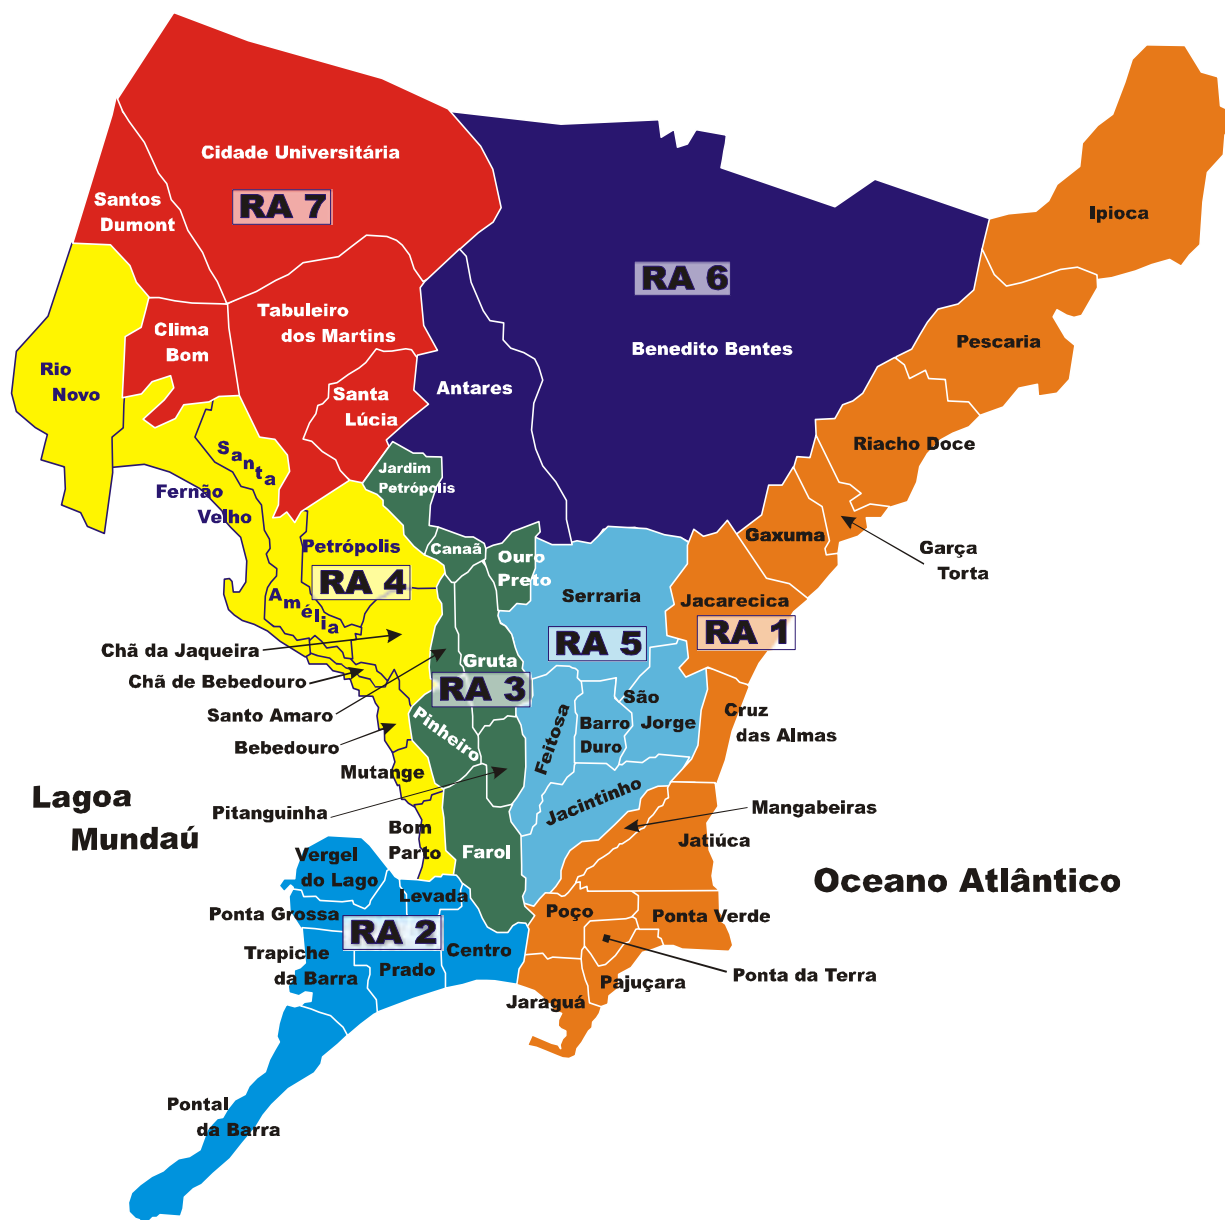 Cidade Universitária
RA 7
Santos
Dumont
Ipioca
RA 6
Tabuleiro
dos Martins
Clima
Bom
Benedito Bentes
Pescaria
Rio
Novo
Antares
Santa
Lúcia
Riacho Doce
Santa
Amélia
Jardim
Petrópolis
Fernão
Velho
Gaxuma
Garça
Torta
Petrópolis
RA 4
Canaã
Ouro
Preto
Serraria
Jacarecica
RA 1
RA 5
Chã da Jaqueira
Chã de Bebedouro
Gruta
RA 3
Santo Amaro
Bebedouro
Pinheiro
Feitosa
Barro
Duro
São
Jorge
Cruz
das Almas
Mutange
Pitanguinha
Jacintinho
Mangabeiras
Lagoa
Mundaú
Bom
Parto
Farol
Jatiúca
Oceano Atlântico
Vergel
do Lago
Levada
Ponta Grossa
RA 2
Poço
Ponta Verde
Trapiche
da Barra
Prado
Centro
Ponta da Terra
Pajuçara
Jaraguá
Pontal
da Barra